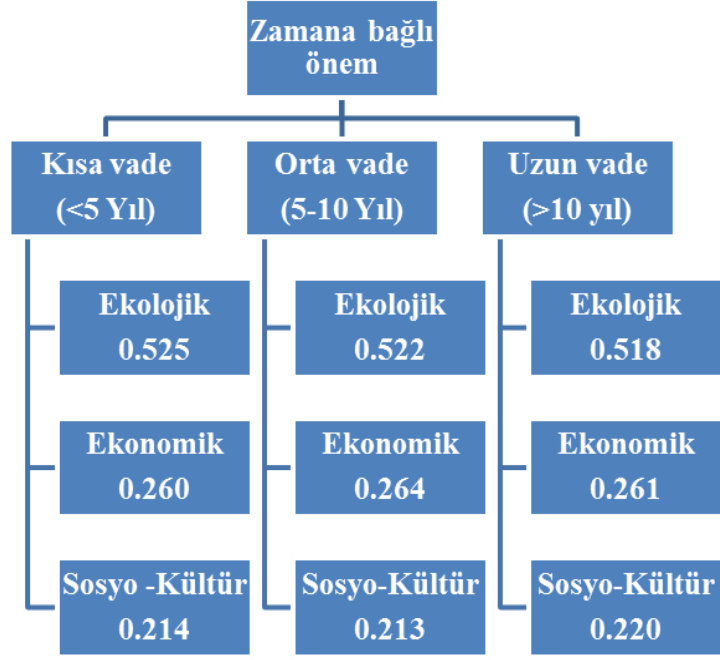 Zamana bağlı
önem
Kısa vade
(<5 Yıl)
Ekolojik
0.525
Ekonomik
0.260
Sosyo -Kültür
0.214
Orta vade
(5-10 Yıl)
Ekolojik
0.522
Ekonomik
0.264
Sosyo-Kültür
0.213
Uzun vade
(>10 yıl)
Ekolojik
0.518
Ekonomik
0.261
Sosyo-Kültür
0.220